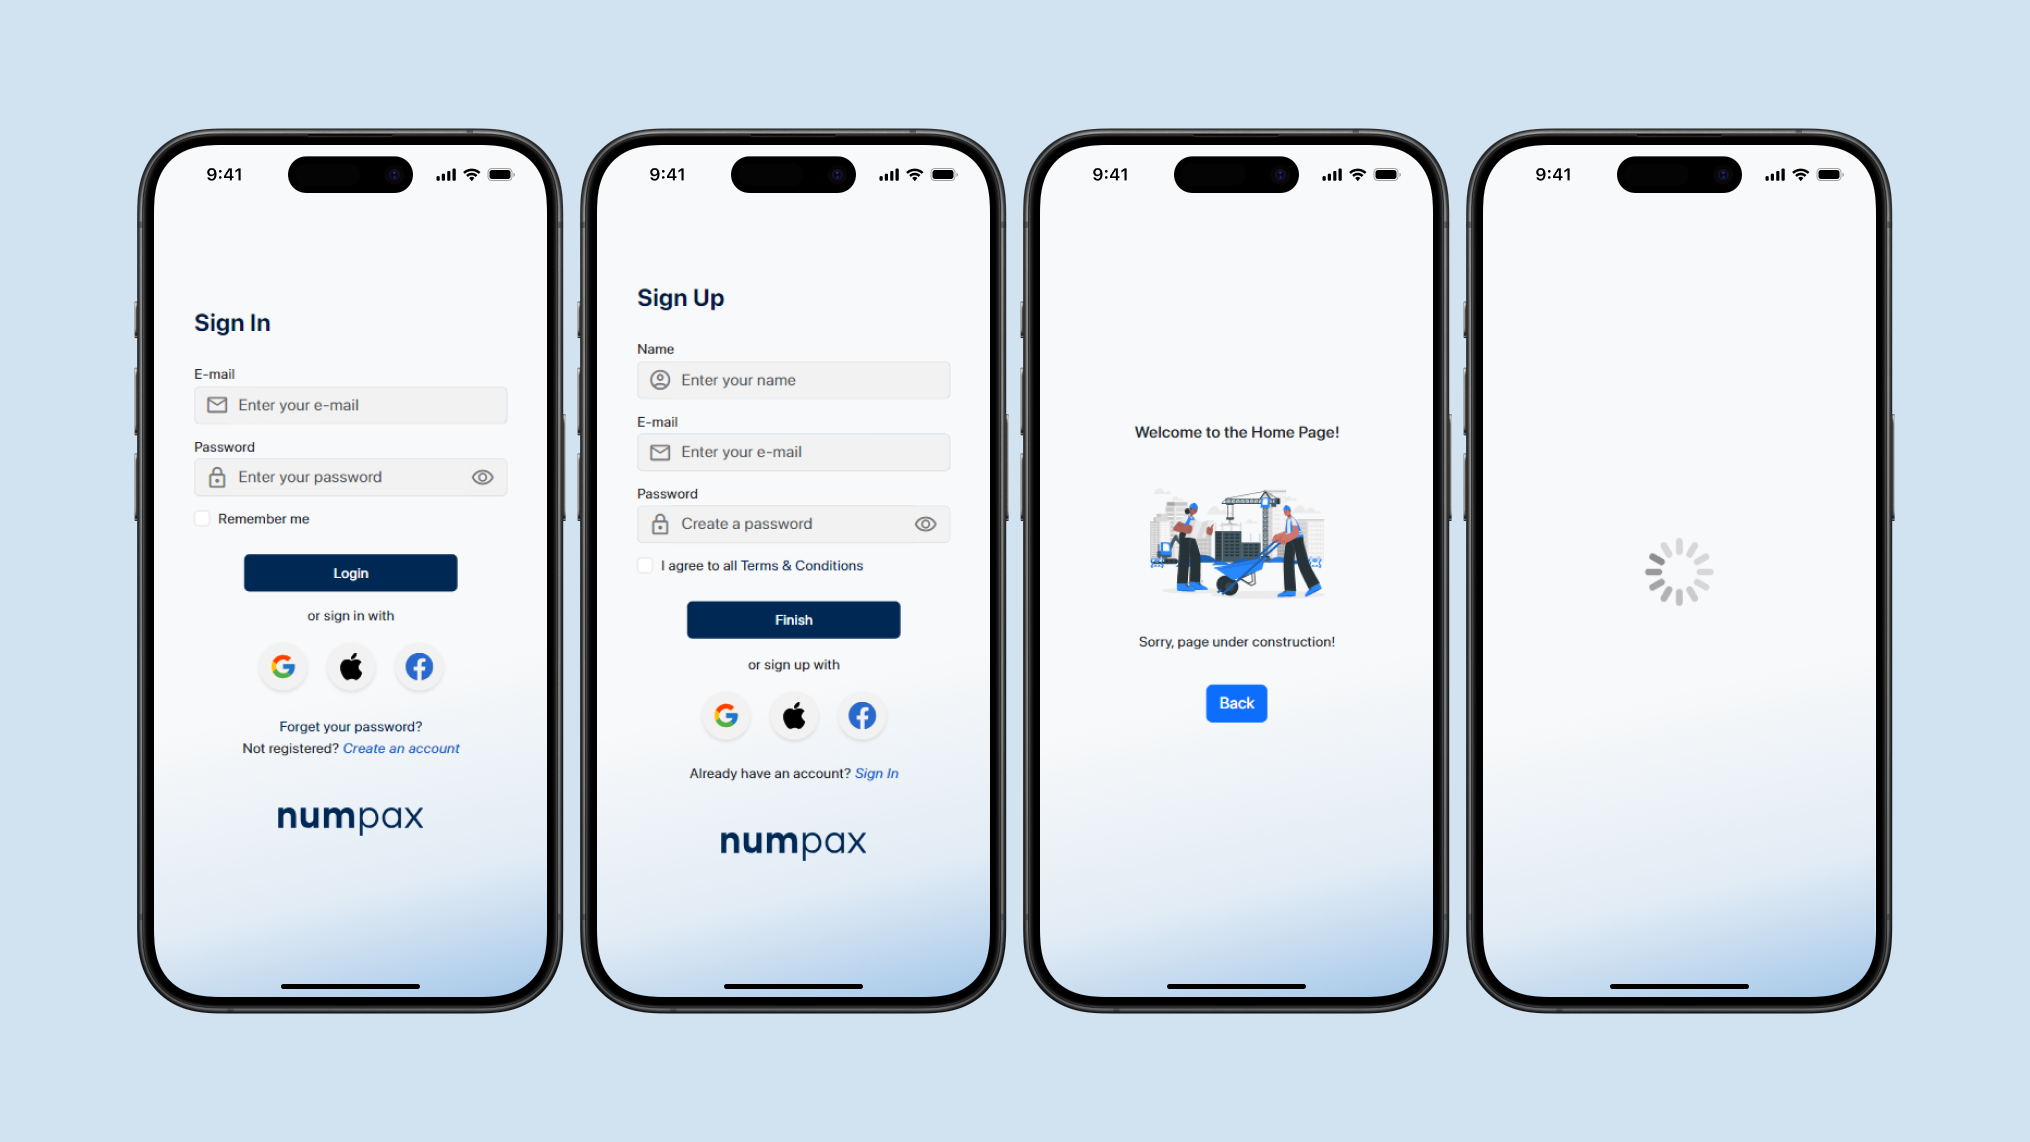 9:41
Sign In
E-mail
Enter your e-mail
Password
Enter your password
Remember me
Login
or sign in with
Forget your password?
Not registered? Create an account
numpax
9:41
Sign Up
Name
Enter your name
E-mail
Enter your e-mail
Password
Create a password
I agree to all Terms & Conditions
Finish
or sign up with
Already have an account? Sign In
numpax
9:41
Welcome to the Home Page!
Sorry, page under construction!
Back
9:41